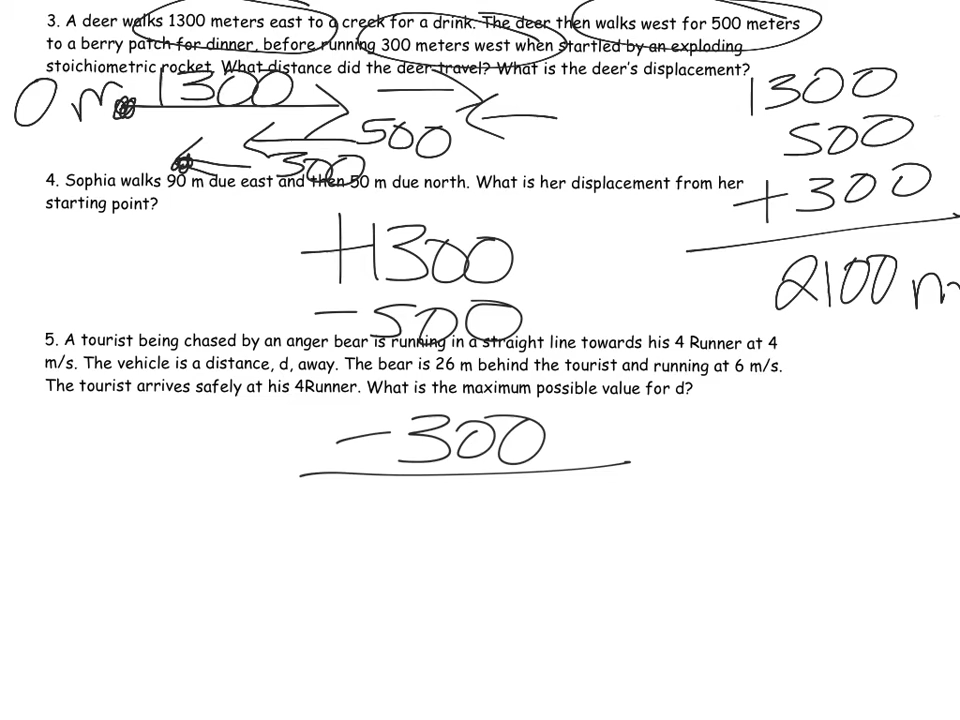 3. A deer walks 1300 meters east to a creek for a drink. The deer then walks west for 500 meters
to a berry patch for dinner, before running 300 meters west when startled by an exploding
stoichiometric rocket. What distance did the deer travel? What is the deer's displacement?
0 m 1300
500
300
1300
500
+300
2100 m
4. Sophia walks 90 m due east and then 50 m due north. What is her displacement from her
starting point?
+1300
-500
5. A tourist being chased by an anger bear is running in a straight line towards his 4 Runner at 4
m/s. The vehicle is a distance, d, away. The bear is 26 m behind the tourist and running at 6 m/s.
The tourist arrives safely at his 4Runner. What is the maximum possible value for d?
-300